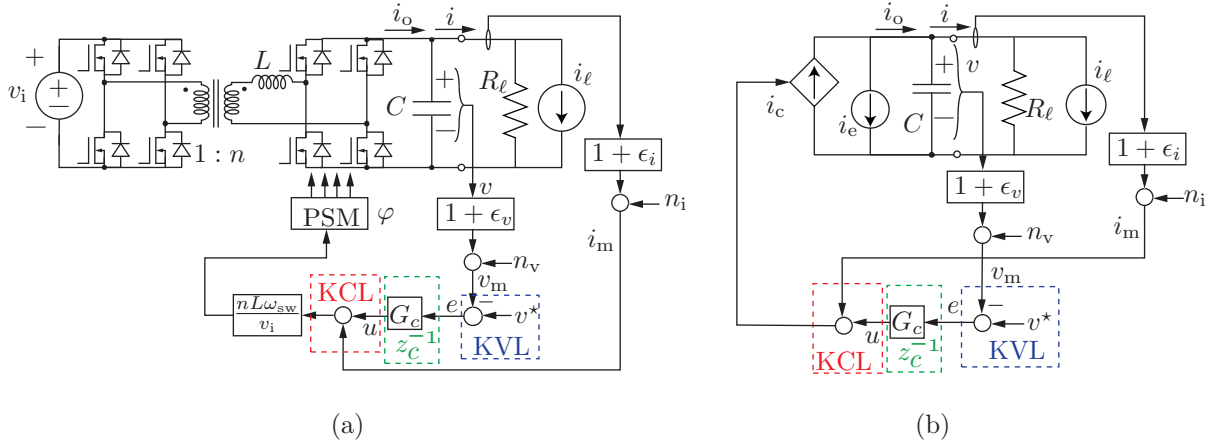 +
v_i
+
−
−
1 : n
L
i_o
i
C
+
−
v
R_ℓ
i_ℓ
1 + ϵ_i
n_i
i_m
PSM
φ
1 + ϵ_v
n_v
v_m
nLω_sw
v_i
KCL
u
G_c
z_c^{−1}
e
−
v^⋆
KVL
(a)
i_o
i
i_c
i_e
C
+
−
v
R_ℓ
i_ℓ
1 + ϵ_i
n_i
i_m
1 + ϵ_v
n_v
v_m
KCL
u
G_c
z_c^{−1}
e
−
v^⋆
KVL
(b)